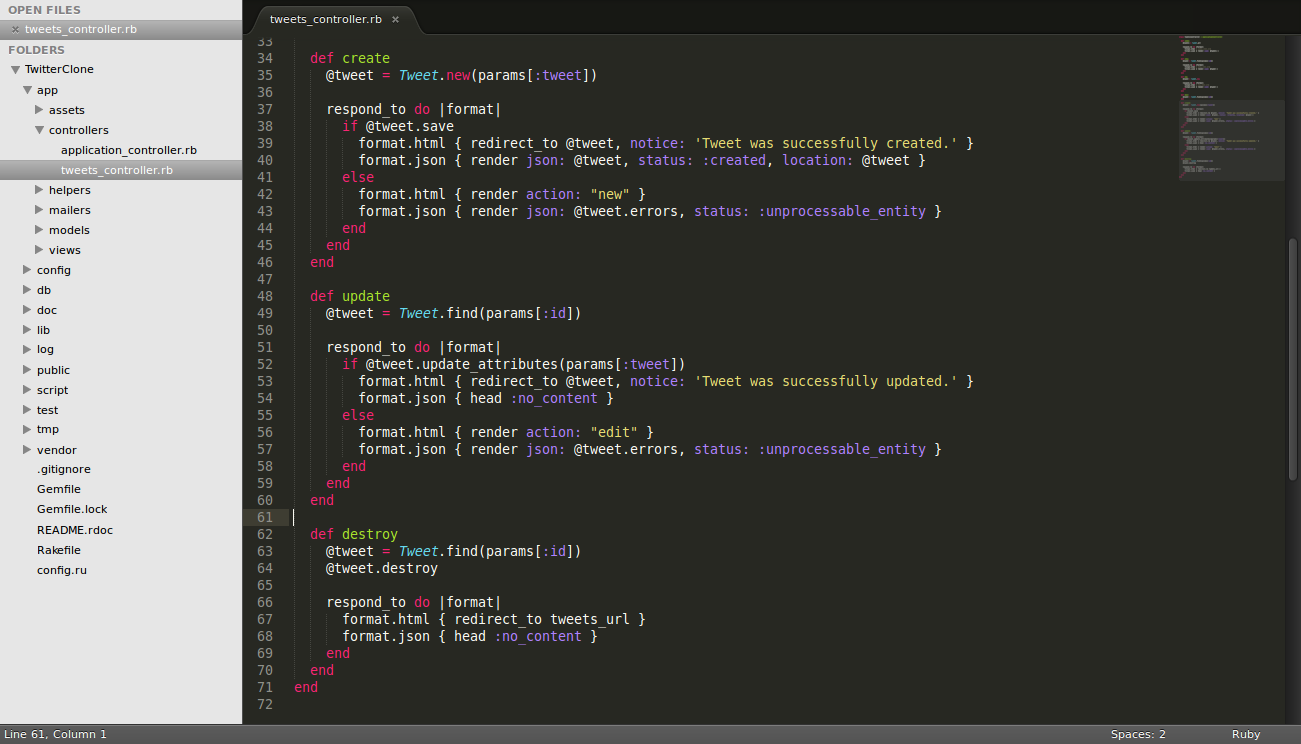 OPEN FILES
× tweets_controller.rb
FOLDERS
TwitterClone
app
assets
controllers
application_controller.rb
tweets_controller.rb
helpers
mailers
models
views
config
db
doc
lib
log
public
script
test
tmp
vendor
.gitignore
Gemfile
Gemfile.lock
README.rdoc
Rakefile
config.ru
tweets_controller.rb ×
33
34   def create
35     @tweet = Tweet.new(params[:tweet])
36
37     respond_to do |format|
38       if @tweet.save
39         format.html { redirect_to @tweet, notice: 'Tweet was successfully created.' }
40         format.json { render json: @tweet, status: :created, location: @tweet }
41       else
42         format.html { render action: "new" }
43         format.json { render json: @tweet.errors, status: :unprocessable_entity }
44       end
45     end
46   end
47
48   def update
49     @tweet = Tweet.find(params[:id])
50
51     respond_to do |format|
52       if @tweet.update_attributes(params[:tweet])
53         format.html { redirect_to @tweet, notice: 'Tweet was successfully updated.' }
54         format.json { head :no_content }
55       else
56         format.html { render action: "edit" }
57         format.json { render json: @tweet.errors, status: :unprocessable_entity }
58       end
59     end
60   end
61
62   def destroy
63     @tweet = Tweet.find(params[:id])
64     @tweet.destroy
65
66     respond_to do |format|
67       format.html { redirect_to tweets_url }
68       format.json { head :no_content }
69     end
70   end
71 end
72
Line 61, Column 1
Spaces: 2
Ruby